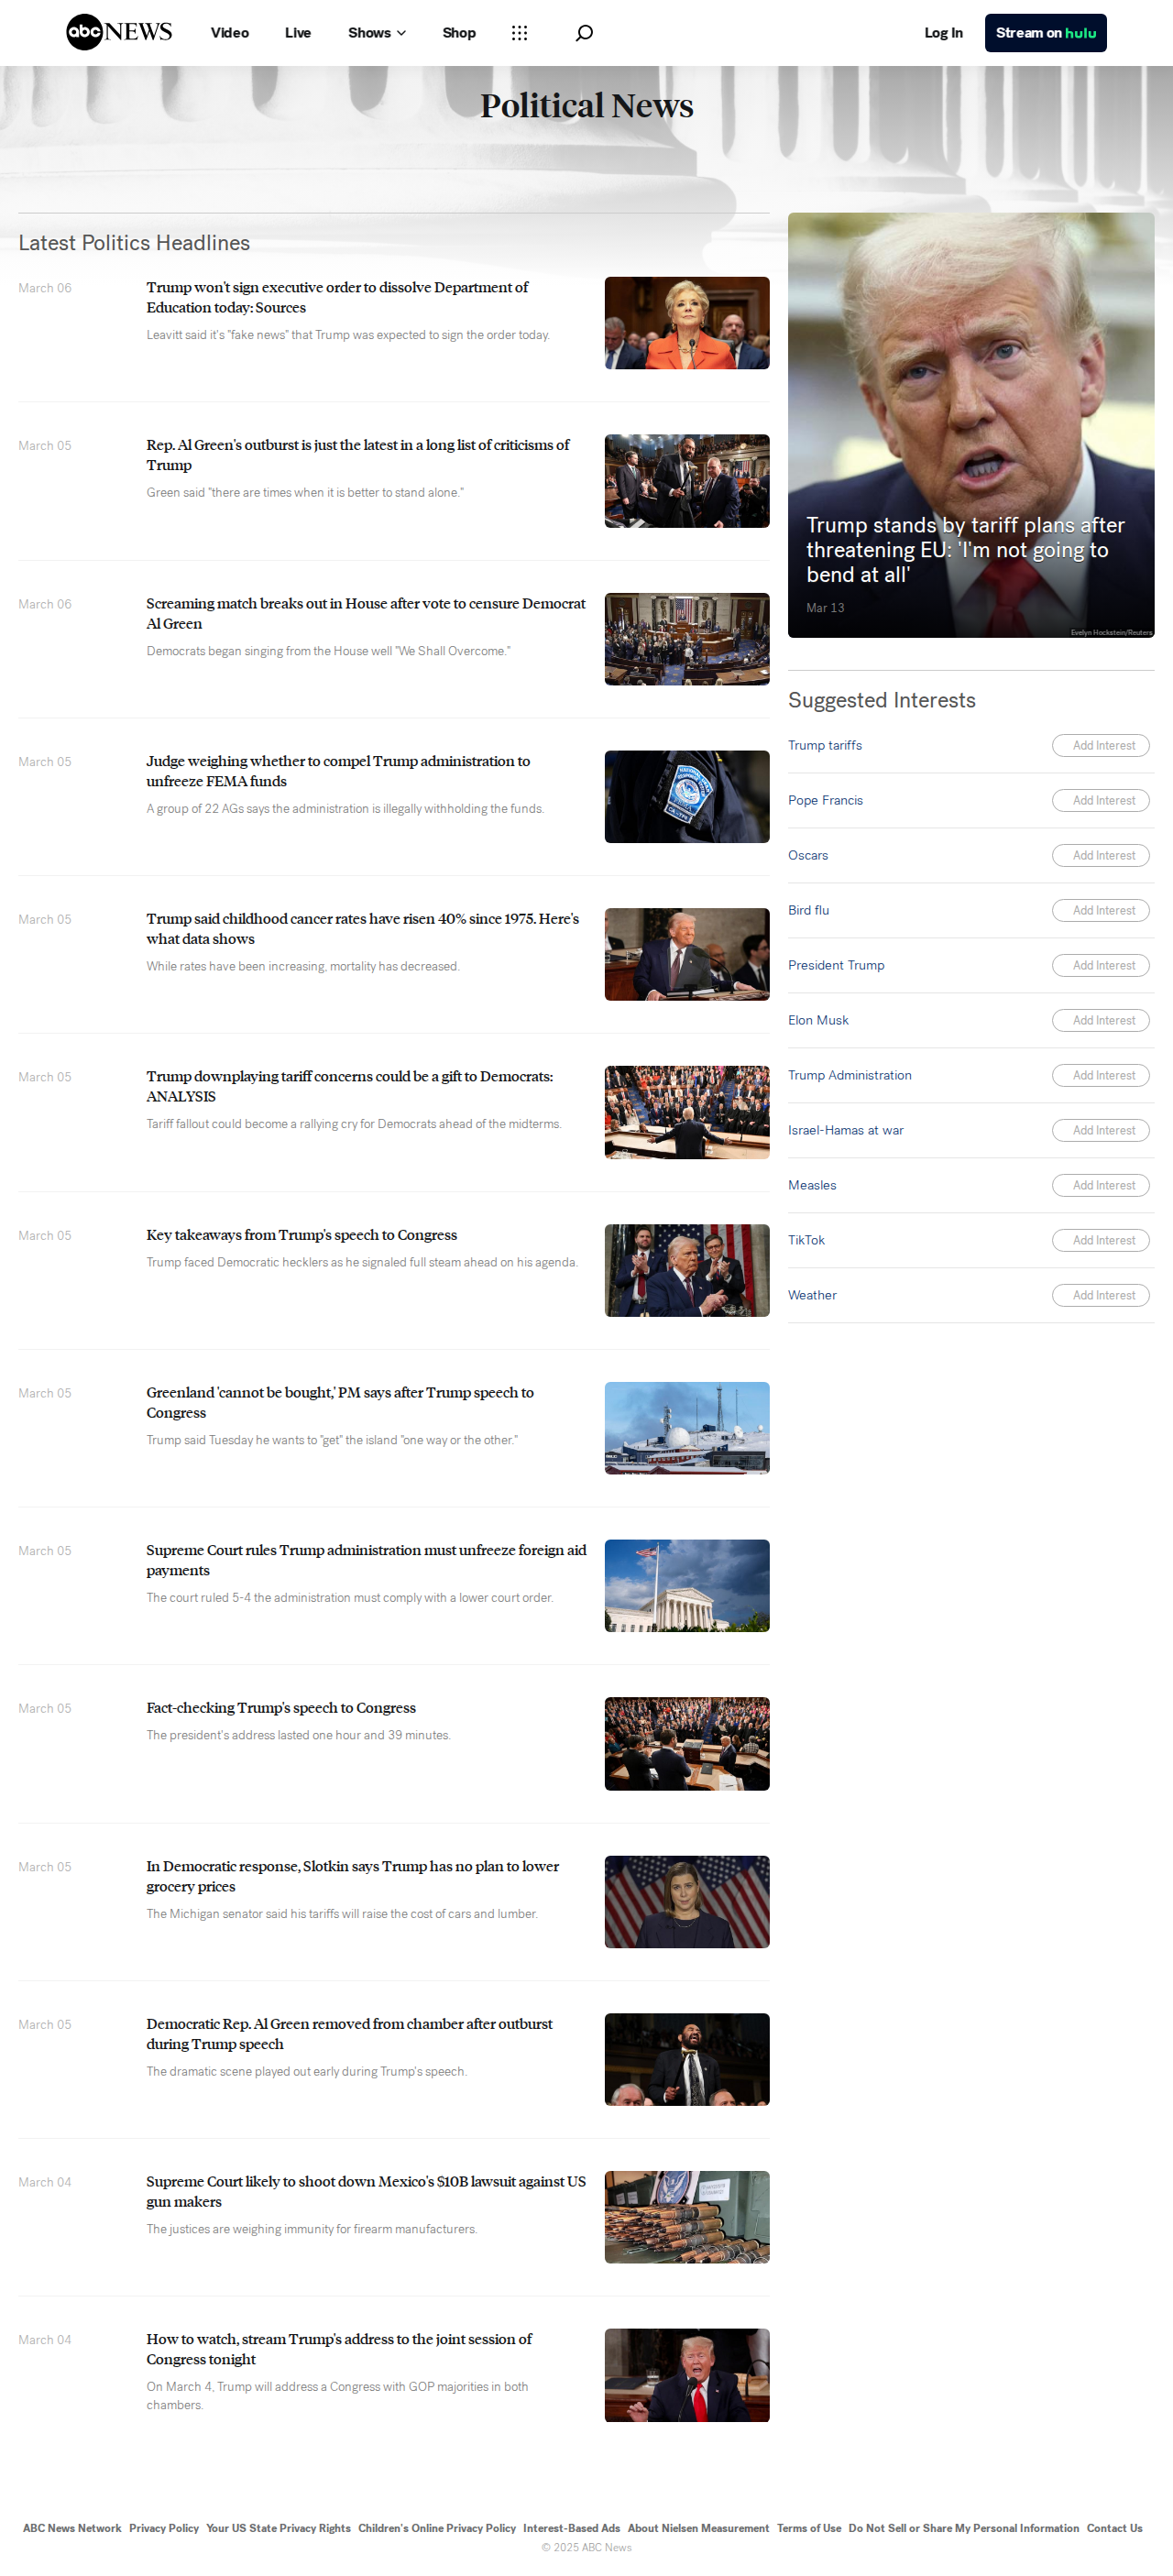 abc NEWS Video Live Shows Shop Log In Stream on hulu
Political News
Latest Politics Headlines
March 06
Trump won't sign executive order to dissolve Department of
Education today: Sources
Leavitt said it's "fake news" that Trump was expected to sign the order today.
March 05
Rep. Al Green's outburst is just the latest in a long list of criticisms of
Trump
Green said "there are times when it is better to stand alone."
March 06
Screaming match breaks out in House after vote to censure Democrat
Al Green
Democrats began singing from the House well "We Shall Overcome."
March 05
Judge weighing whether to compel Trump administration to
unfreeze FEMA funds
A group of 22 AGs says the administration is illegally withholding the funds.
March 05
Trump said childhood cancer rates have risen 40% since 1975. Here's
what data shows
While rates have been increasing, mortality has decreased.
March 05
Trump downplaying tariff concerns could be a gift to Democrats:
ANALYSIS
Tariff fallout could become a rallying cry for Democrats ahead of the midterms.
March 05
Key takeaways from Trump's speech to Congress
Trump faced Democratic hecklers as he signaled full steam ahead on his agenda.
March 05
Greenland 'cannot be bought,' PM says after Trump speech to
Congress
Trump said Tuesday he wants to "get" the island "one way or the other."
March 05
Supreme Court rules Trump administration must unfreeze foreign aid
payments
The court ruled 5-4 the administration must comply with a lower court order.
March 05
Fact-checking Trump's speech to Congress
The president's address lasted one hour and 39 minutes.
March 05
In Democratic response, Slotkin says Trump has no plan to lower
grocery prices
The Michigan senator said his tariffs will raise the cost of cars and lumber.
March 05
Democratic Rep. Al Green removed from chamber after outburst
during Trump speech
The dramatic scene played out early during Trump's speech.
March 04
Supreme Court likely to shoot down Mexico's $10B lawsuit against US
gun makers
The justices are weighing immunity for firearm manufacturers.
March 04
How to watch, stream Trump's address to the joint session of
Congress tonight
On March 4, Trump will address a Congress with GOP majorities in both
chambers.
Trump stands by tariff plans after
threatening EU: 'I'm not going to
bend at all'
Mar 13
Evelyn Hockstein/Reuters
Suggested Interests
Trump tariffs Add Interest
Pope Francis Add Interest
Oscars Add Interest
Bird flu Add Interest
President Trump Add Interest
Elon Musk Add Interest
Trump Administration Add Interest
Israel-Hamas at war Add Interest
Measles Add Interest
TikTok Add Interest
Weather Add Interest
ABC News Network Privacy Policy Your US State Privacy Rights Children's Online Privacy Policy Interest-Based Ads About Nielsen Measurement Terms of Use Do Not Sell or Share My Personal Information Contact Us
© 2025 ABC News